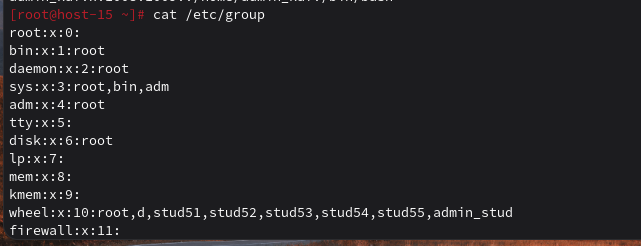 [root@host-15 ~]# cat /etc/group
root:x:0:
bin:x:1:root
daemon:x:2:root
sys:x:3:root,bin,adm
adm:x:4:root
tty:x:5:
disk:x:6:root
lp:x:7:
mem:x:8:
kmem:x:9:
wheel:x:10:root,d,stud51,stud52,stud53,stud54,stud55,admin_stud
firewall:x:11: